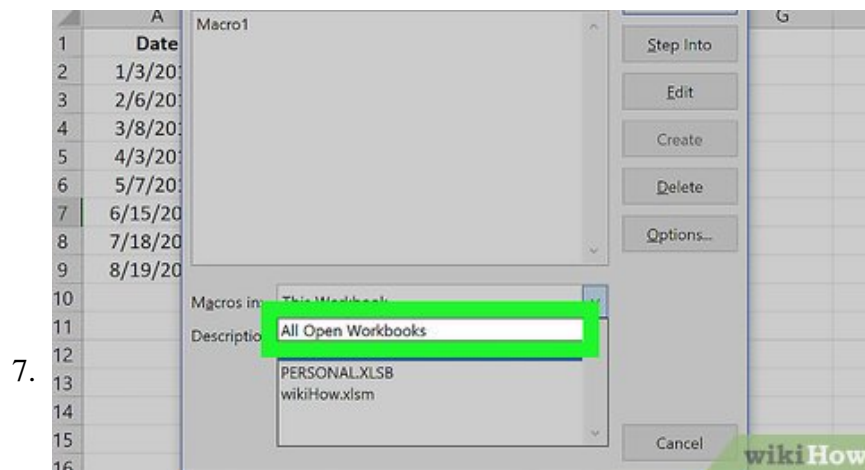 A G
Macro1
1 Date Step Into
2 1/3/20
3 2/6/20 Edit
4 3/8/20
Create
5 4/3/20
6 5/7/20 Delete
7 6/15/20
8 7/18/20 Options...
9 8/19/20
10 Macros in: This Workbook
11 All Open Workbooks
Descriptio
12
7.
PERSONAL.XLSB
13
wikiHow.xlsm
14
15 Cancel
wikiHow
16